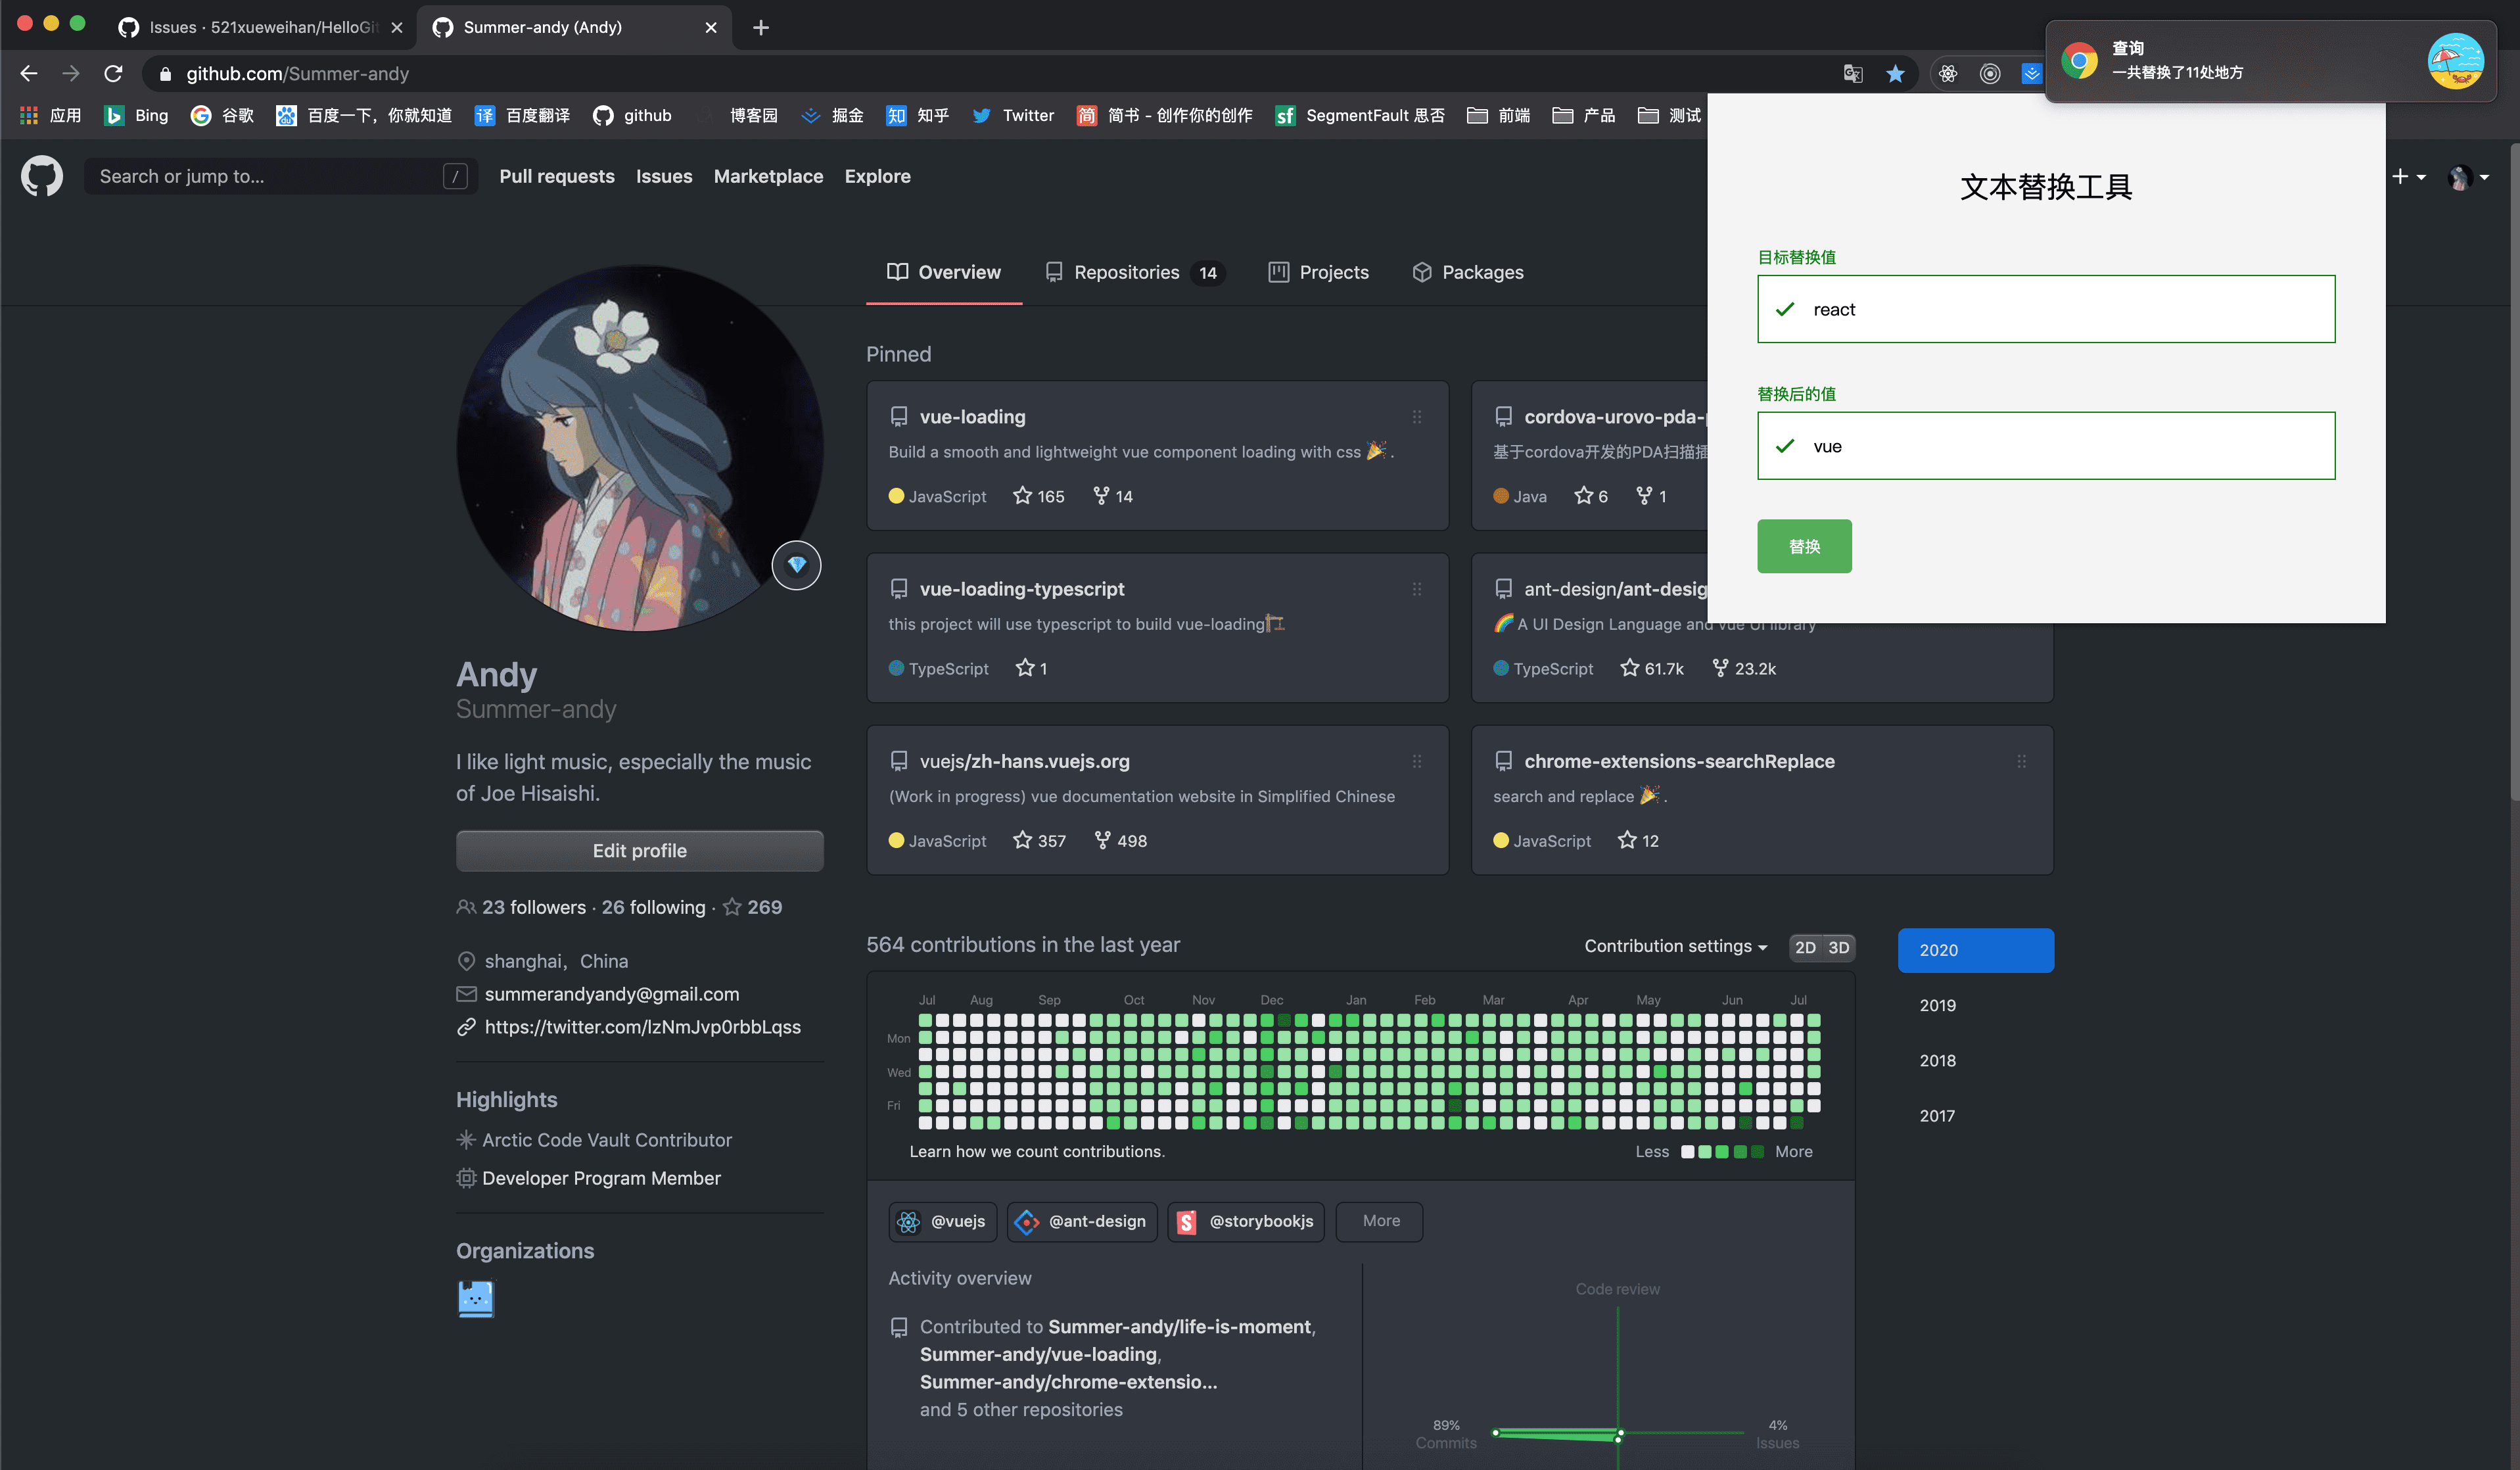 Issues · 521xueweihan/HelloGit
Summer-andy (Andy)
github.com/Summer-andy
查询
一共替换了11处地方
应用
Bing
谷歌
百度一下，你就知道
译 百度翻译
github
博客园
掘金
知 知乎
Twitter
简 简书 - 创作你的创作
sf SegmentFault 思否
前端
产品
测试
Search or jump to...
/
Pull requests
Issues
Marketplace
Explore
文本替换工具
目标替换值
react
替换后的值
vue
替换
Overview
Repositories 14
Projects
Packages
Pinned
vue-loading
Build a smooth and lightweight vue component loading with css 🎉 .
JavaScript 165 14
cordova-urovo-pda-
基于cordova开发的PDA扫描插
Java 6 1
vue-loading-typescript
this project will use typescript to build vue-loading🏗
TypeScript 1
ant-design/ant-desig
🌈 A UI Design Language and vue UI library
TypeScript 61.7k 23.2k
vuejs/zh-hans.vuejs.org
(Work in progress) vue documentation website in Simplified Chinese
JavaScript 357 498
chrome-extensions-searchReplace
search and replace 🎉 .
JavaScript 12
Andy
Summer-andy
I like light music, especially the music
of Joe Hisaishi.
Edit profile
23 followers · 26 following · 269
shanghai，China
summerandyandy@gmail.com
https://twitter.com/lzNmJvp0rbbLqss
Highlights
Arctic Code Vault Contributor
Developer Program Member
Organizations
564 contributions in the last year
Contribution settings
2D 3D
2020
2019
2018
2017
Jul Aug Sep Oct Nov Dec Jan Feb Mar Apr May Jun Jul
Mon
Wed
Fri
Learn how we count contributions.
Less More
@vuejs
@ant-design
@storybookjs
More
Activity overview
Contributed to Summer-andy/life-is-moment,
Summer-andy/vue-loading,
Summer-andy/chrome-extensio...
and 5 other repositories
Code review
89%
Commits
4%
Issues